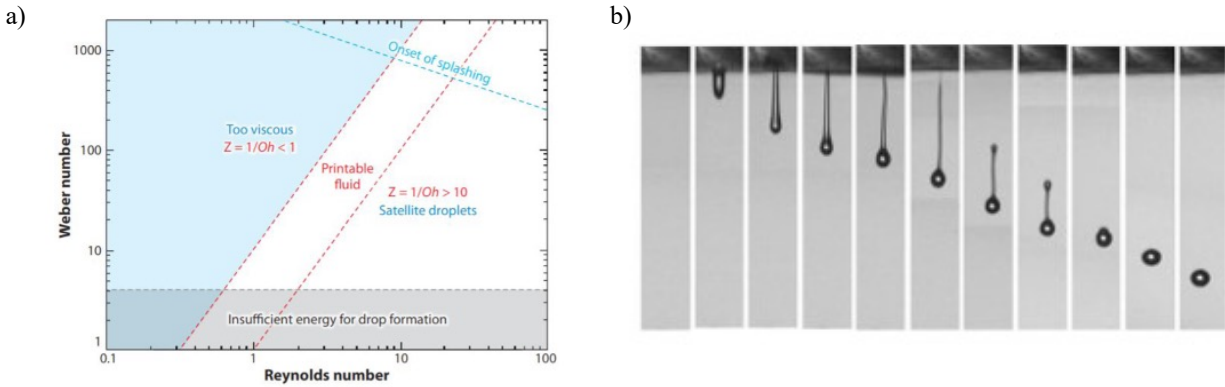 a)
b)
1000
100
10
1
0.1
1
10
100
Weber number
Reynolds number
Onset of splashing
Too viscous
Z = 1/Oh < 1
Printable
fluid
Z = 1/Oh > 10
Satellite droplets
Insufficient energy for drop formation